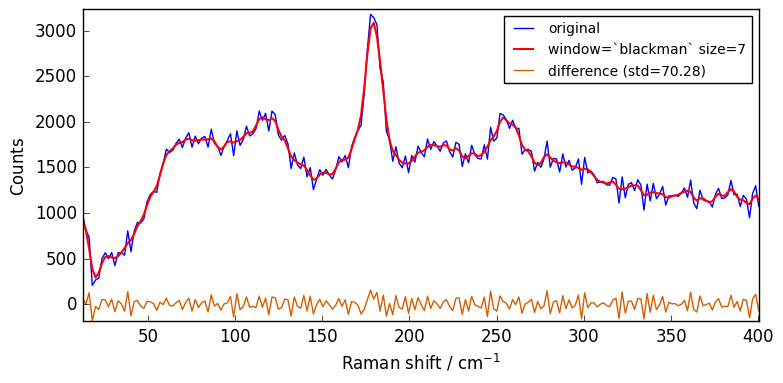 original
window=`blackman` size=7
difference (std=70.28)
3000
2500
2000
1500
1000
500
0
Counts
50 100 150 200 250 300 350 400
Raman shift / cm⁻¹